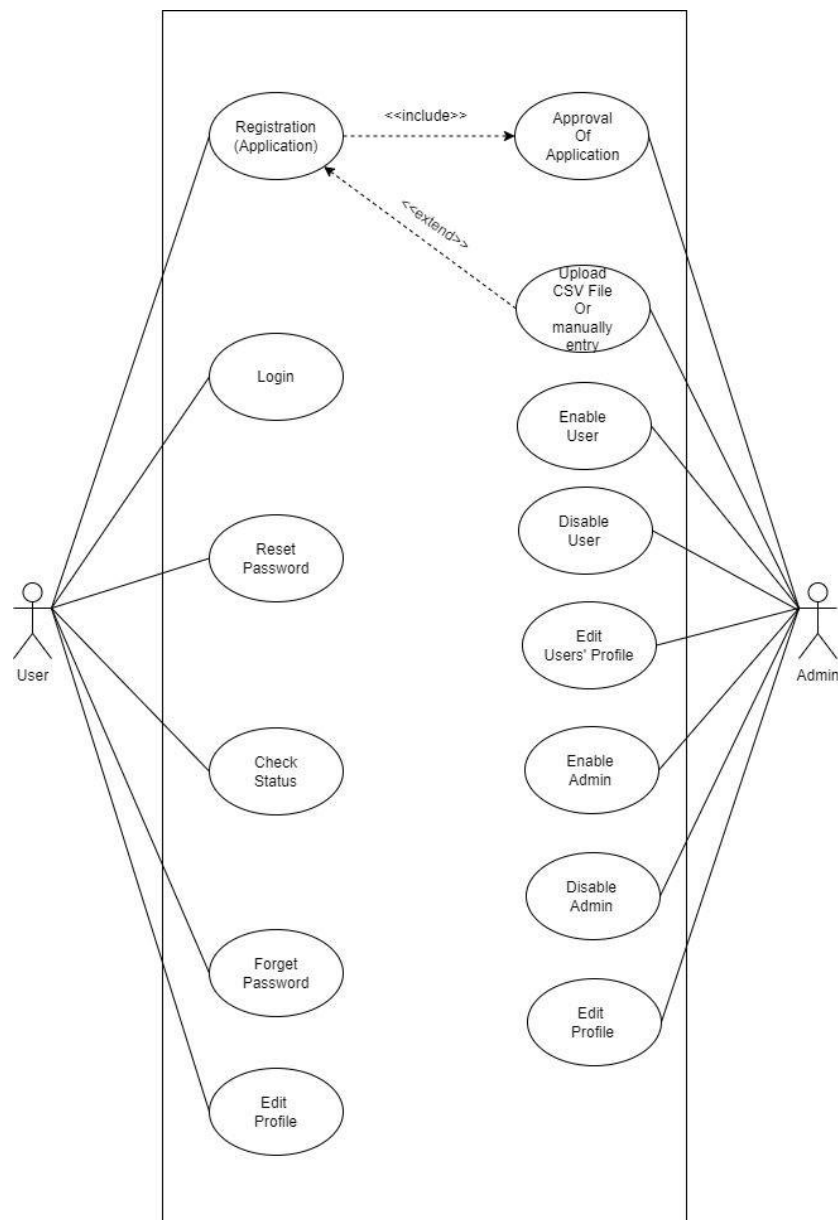 Registration
(Application)
<<include>>
Approval
Of
Application
<<extend>>
Upload
CSV File
Or
manually
entry
Login
Enable
User
Disable
User
Reset
Password
Edit
Users' Profile
User
Admin
Check
Status
Enable
Admin
Disable
Admin
Forget
Password
Edit
Profile
Edit
Profile